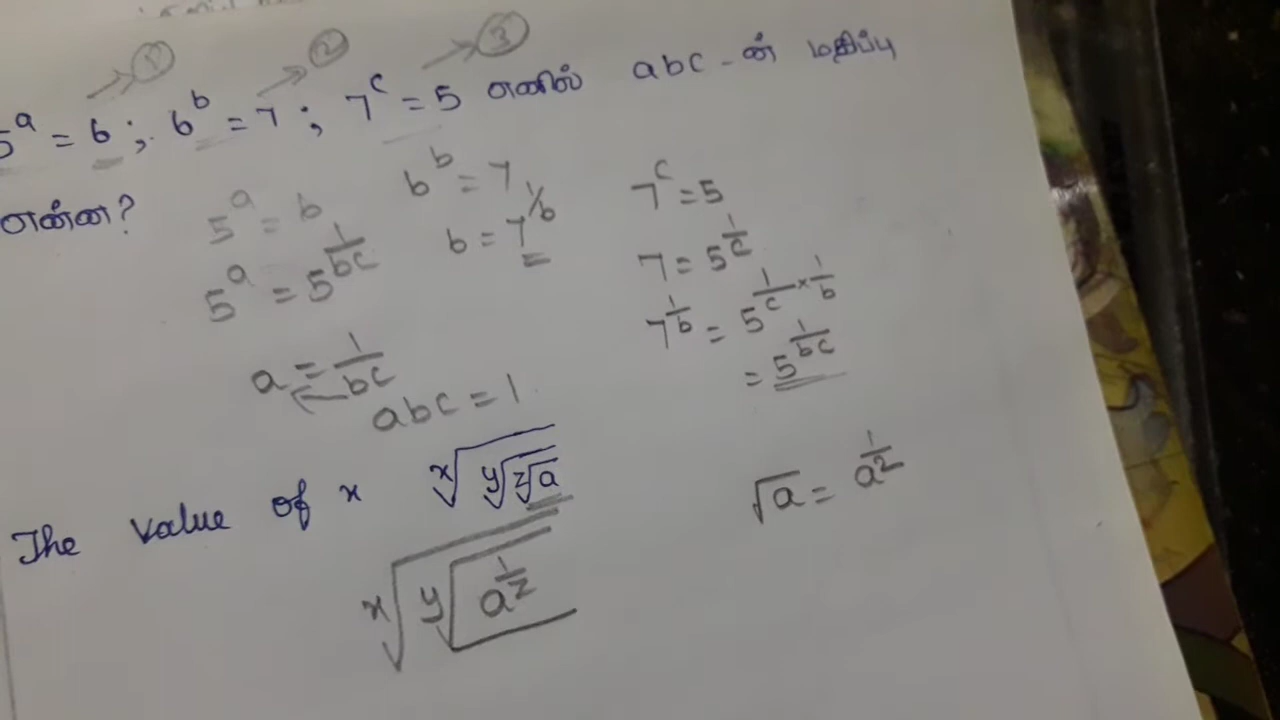 ① ② ③
5^a = 6 ; 6^b = 7 ; 7^c = 5 எனில் abc - ன் மதிப்பு
என்ன?
5^a = 6
5^a = 5^(1/bc)
a = 1/bc
abc = 1
6^b = 7
6 = 7^(1/b)
7^c = 5
7 = 5^(1/c)
7^(1/b) = 5^(1/c × 1/b)
= 5^(1/bc)
The value of x ˣ√ʸ√ᶻ√a
√a = a^(1/2)
ˣ√ʸ√a^(1/z)